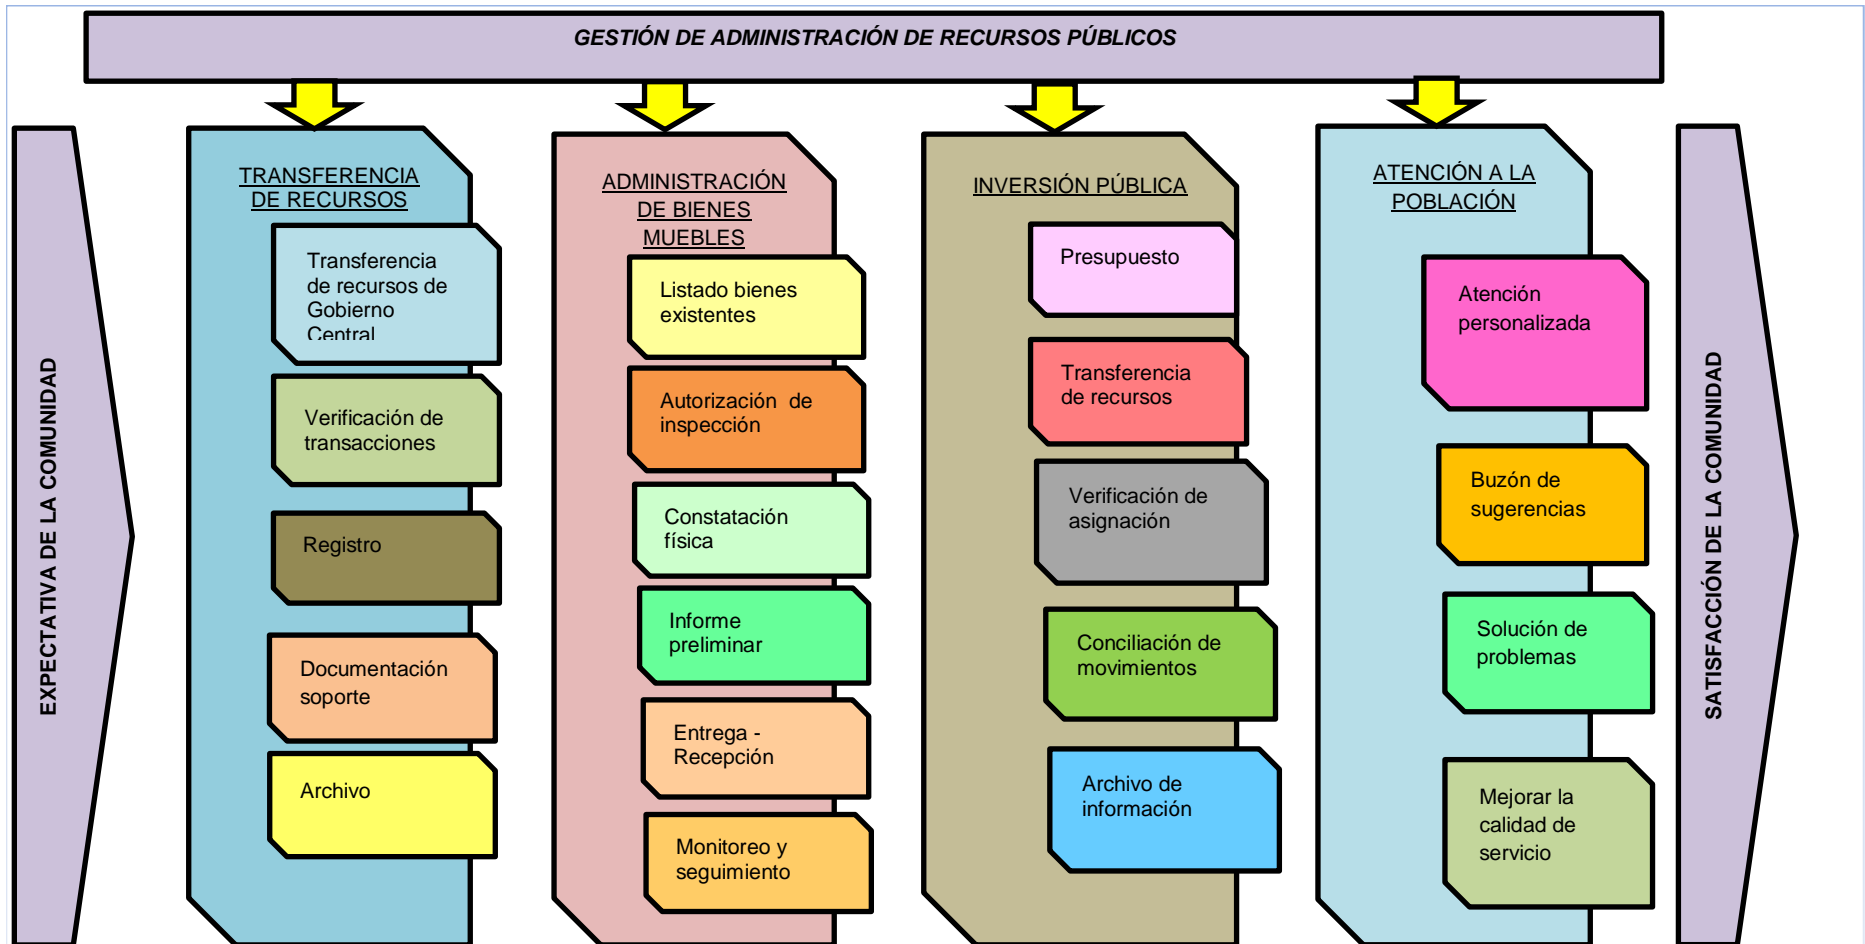 GESTIÓN DE ADMINISTRACIÓN DE RECURSOS PÚBLICOS
EXPECTATIVA DE LA COMUNIDAD
TRANSFERENCIA
DE RECURSOS
Transferencia
de recursos de
Gobierno
Central
Verificación de
transacciones
Registro
Documentación
soporte
Archivo
ADMINISTRACIÓN
DE BIENES
MUEBLES
Listado bienes
existentes
Autorización de
inspección
Constatación
física
Informe
preliminar
Entrega -
Recepción
Monitoreo y
seguimiento
INVERSIÓN PÚBLICA
Presupuesto
Transferencia
de recursos
Verificación de
asignación
Conciliación de
movimientos
Archivo de
información
ATENCIÓN A LA
POBLACIÓN
Atención
personalizada
Buzón de
sugerencias
Solución de
problemas
Mejorar la
calidad de
servicio
SATISFACCIÓN DE LA COMUNIDAD